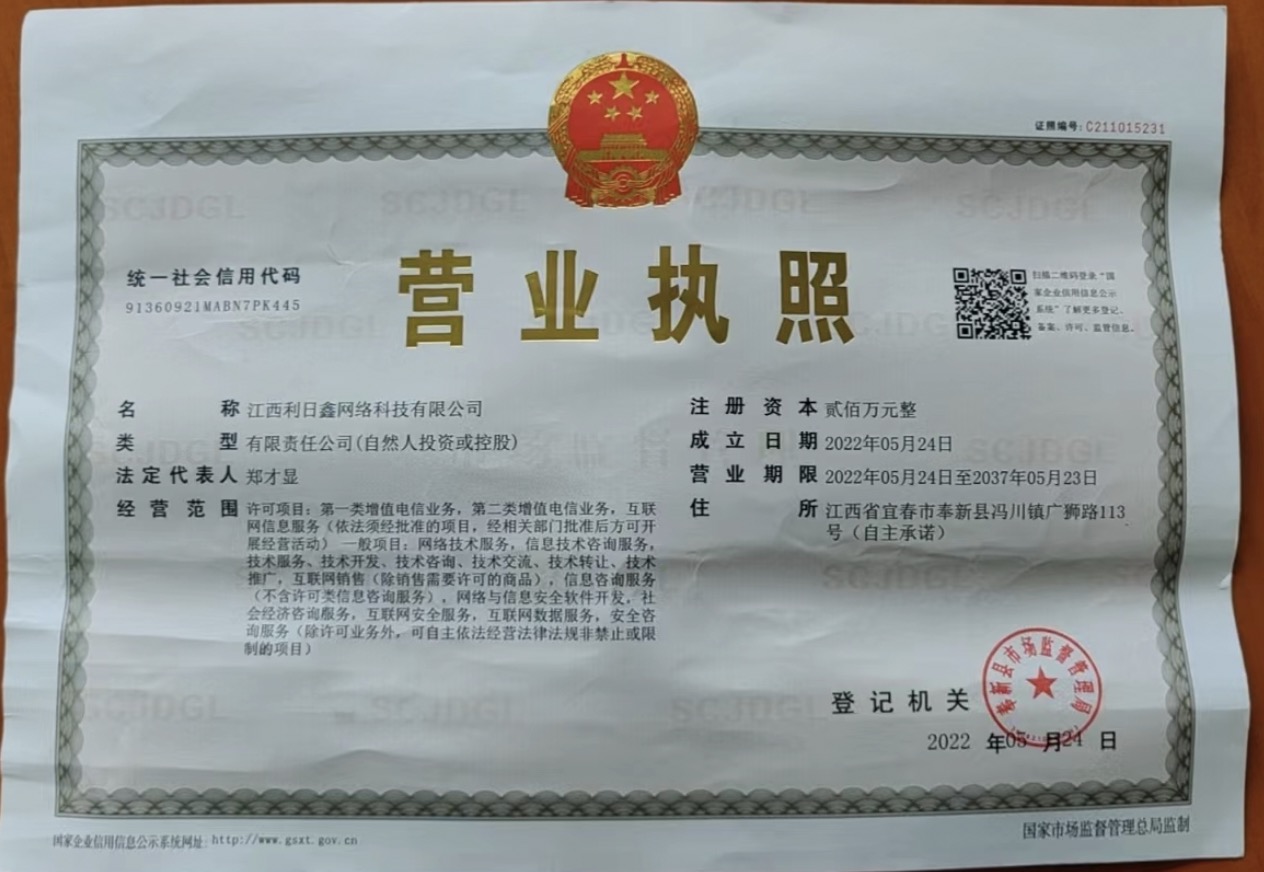 证照编号:C211015231
统一社会信用代码
91360921MABN7PK445
营业执照
扫描二维码登录"国
家企业信用信息公示
系统"了解更多登记、
备案、许可、监管信息。
名称 江西利日鑫网络科技有限公司
类型 有限责任公司(自然人投资或控股)
法定代表人 郑才显
经营范围 许可项目：第一类增值电信业务，第二类增值电信业务，互联
网信息服务（依法须经批准的项目，经相关部门批准后方可开
展经营活动） 一般项目：网络技术服务，信息技术咨询服务，
技术服务、技术开发、技术咨询、技术交流、技术转让、技术
推广，互联网销售（除销售需要许可的商品），信息咨询服务
（不含许可类信息咨询服务），网络与信息安全软件开发，社
会经济咨询服务，互联网安全服务，互联网数据服务，安全咨
询服务（除许可业务外，可自主依法经营法律法规非禁止或限
制的项目）
注册资本 贰佰万元整
成立日期 2022年05月24日
营业期限 2022年05月24日至2037年05月23日
住所 江西省宜春市奉新县冯川镇广狮路113
号（自主承诺）
登记机关
奉新县市场监督管理局
2022 年05 月24 日
国家企业信用信息公示系统网址：http://www.gsxt.gov.cn
国家市场监督管理总局监制
SCJDGL